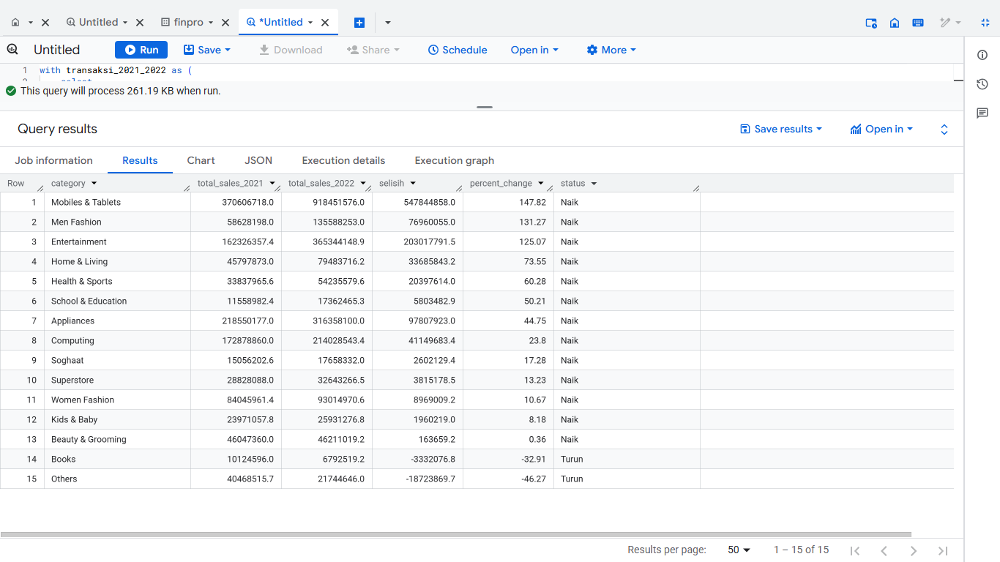 Untitled finpro *Untitled
Untitled Run Save Download Share Schedule Open in More
1 with transaksi_2021_2022 as (
This query will process 261.19 KB when run.
Query results Save results Open in
Job information Results Chart JSON Execution details Execution graph
Row category total_sales_2021 total_sales_2022 selisih percent_change status
1 Mobiles & Tablets 370606718.0 918451576.0 547844858.0 147.82 Naik
2 Men Fashion 58628198.0 135588253.0 76960055.0 131.27 Naik
3 Entertainment 162326357.4 365344148.9 203017791.5 125.07 Naik
4 Home & Living 45797873.0 79483716.2 33685843.2 73.55 Naik
5 Health & Sports 33837965.6 54235579.6 20397614.0 60.28 Naik
6 School & Education 11558982.4 17362465.3 5803482.9 50.21 Naik
7 Appliances 218550177.0 316358100.0 97807923.0 44.75 Naik
8 Computing 172878860.0 214028543.4 41149683.4 23.8 Naik
9 Soghaat 15056202.6 17658332.0 2602129.4 17.28 Naik
10 Superstore 28828088.0 32643266.5 3815178.5 13.23 Naik
11 Women Fashion 84045961.4 93014970.6 8969009.2 10.67 Naik
12 Kids & Baby 23971057.8 25931276.8 1960219.0 8.18 Naik
13 Beauty & Grooming 46047360.0 46211019.2 163659.2 0.36 Naik
14 Books 10124596.0 6792519.2 -3332076.8 -32.91 Turun
15 Others 40468515.7 21744646.0 -18723869.7 -46.27 Turun
Results per page: 50 1 – 15 of 15